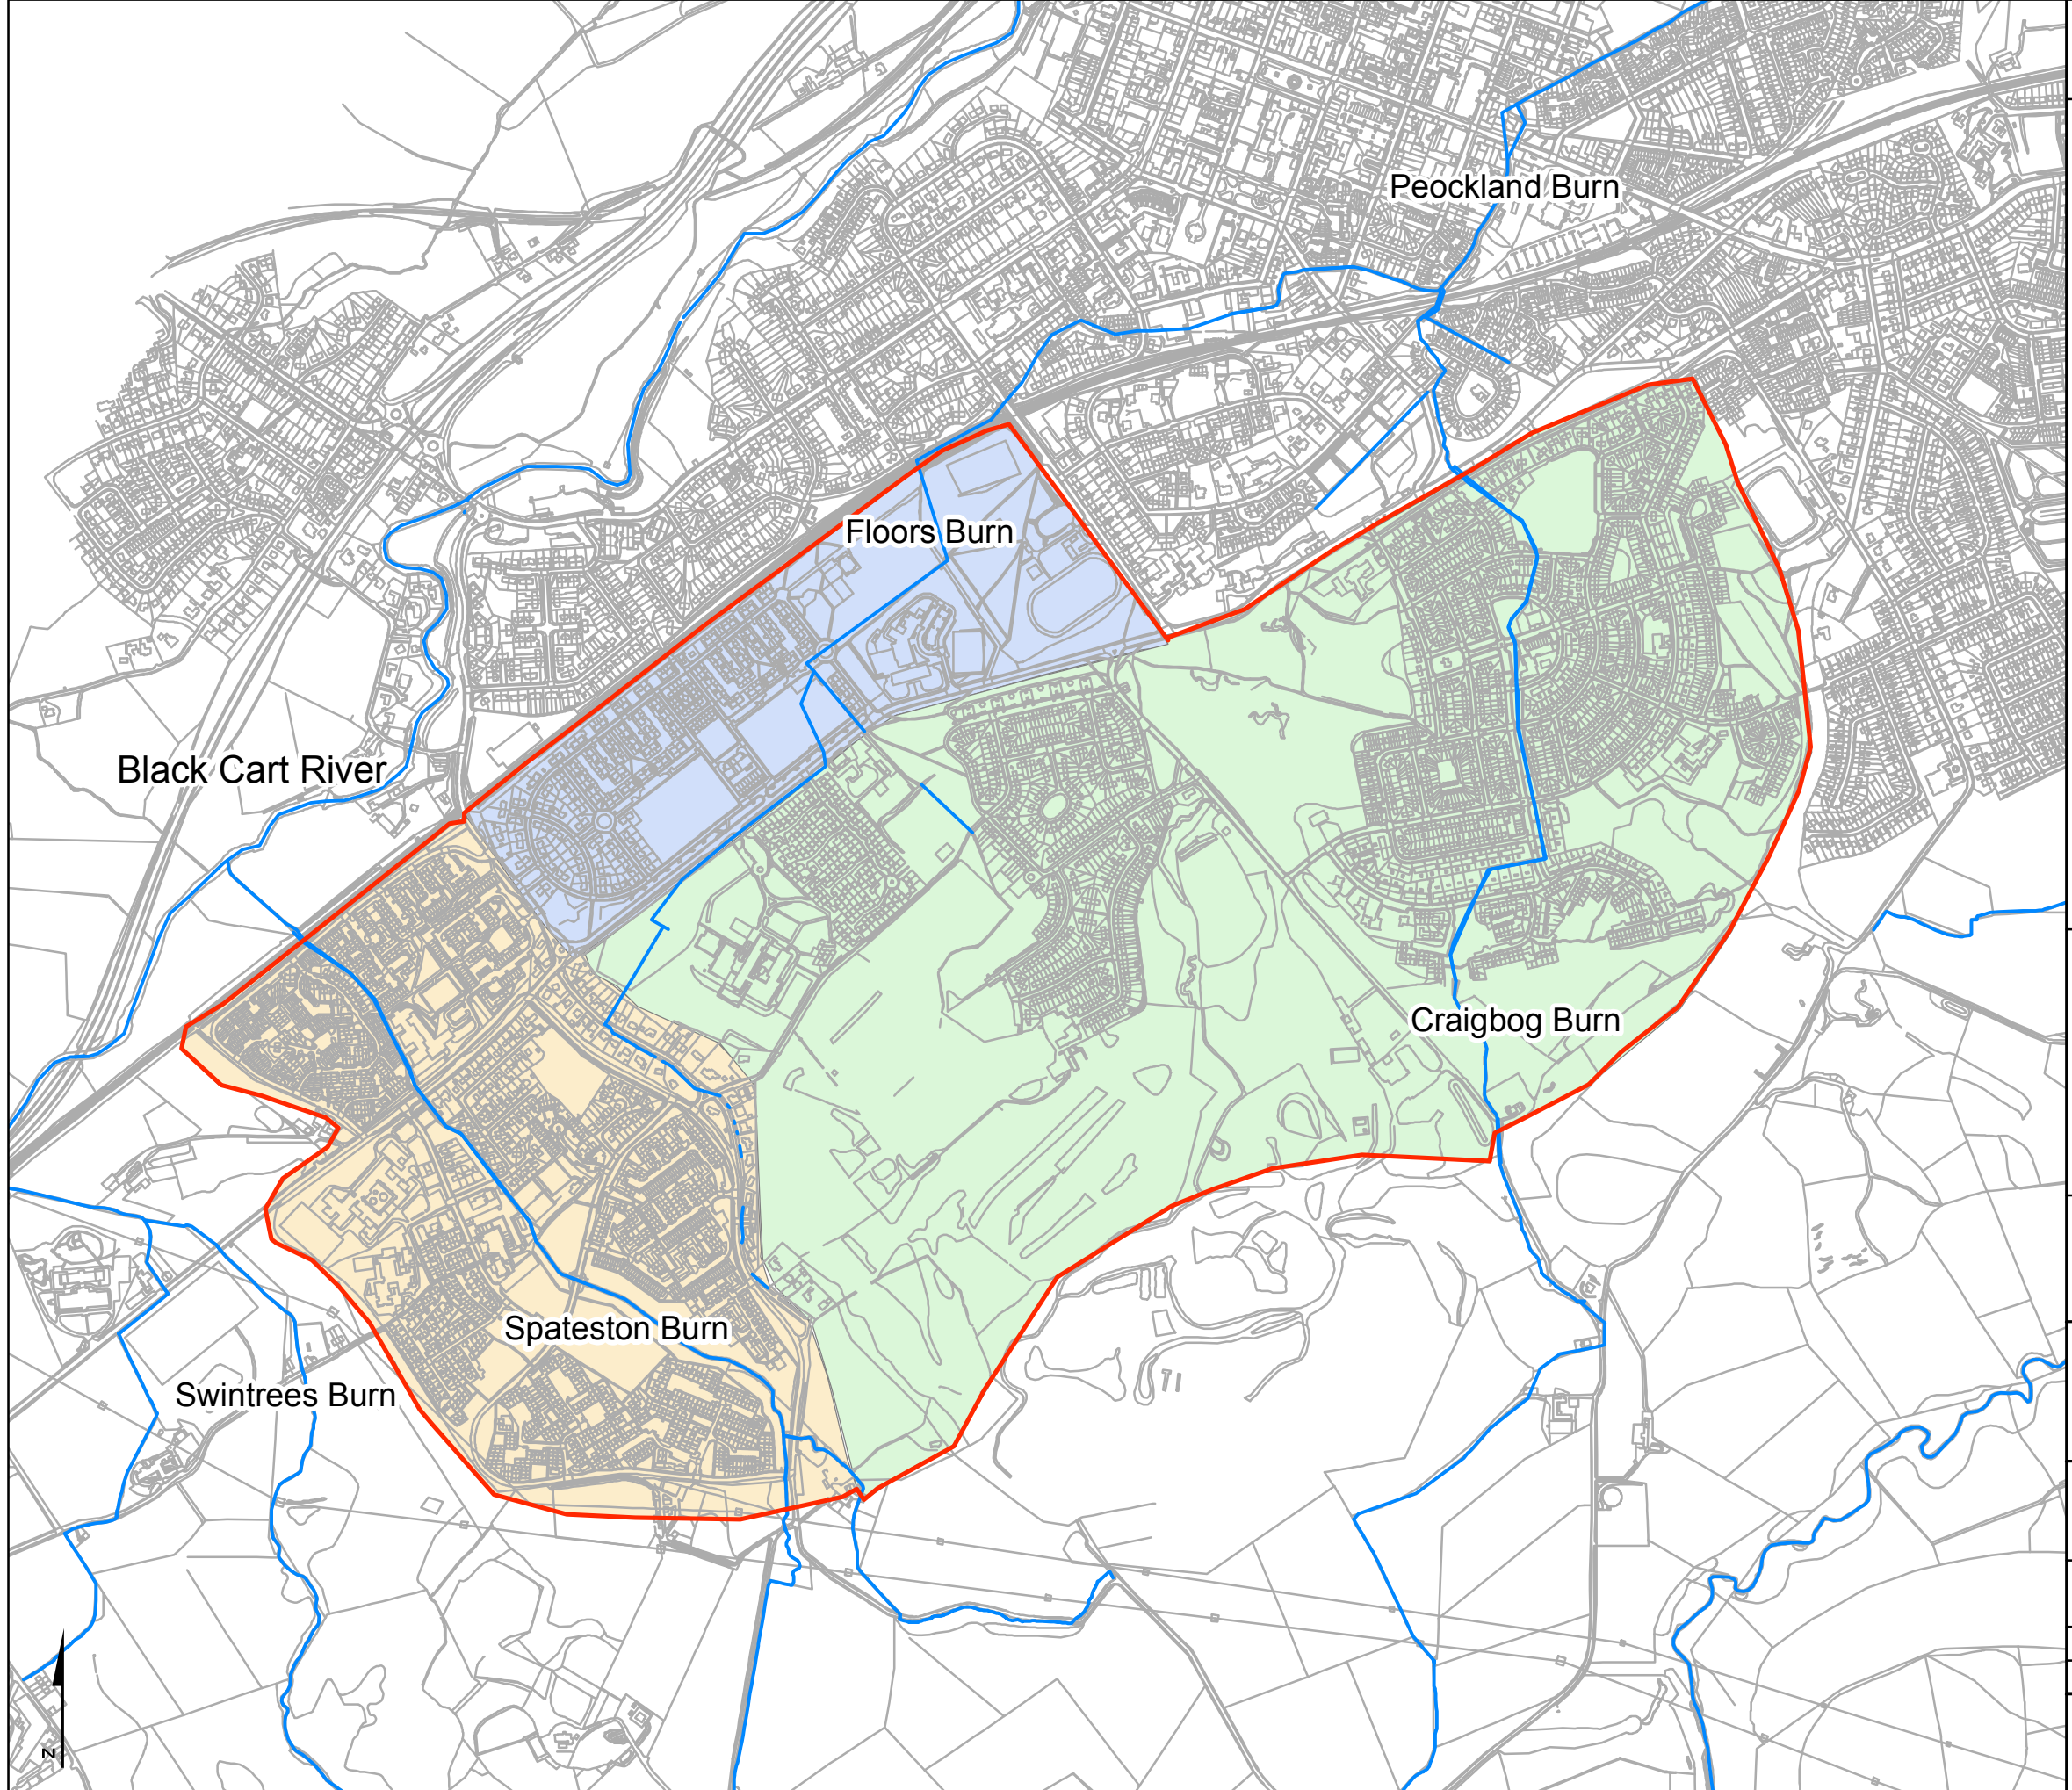 Peockland Burn
Floors Burn
Black Cart River
Craigbog Burn
Spateston Burn
Swintrees Burn
N